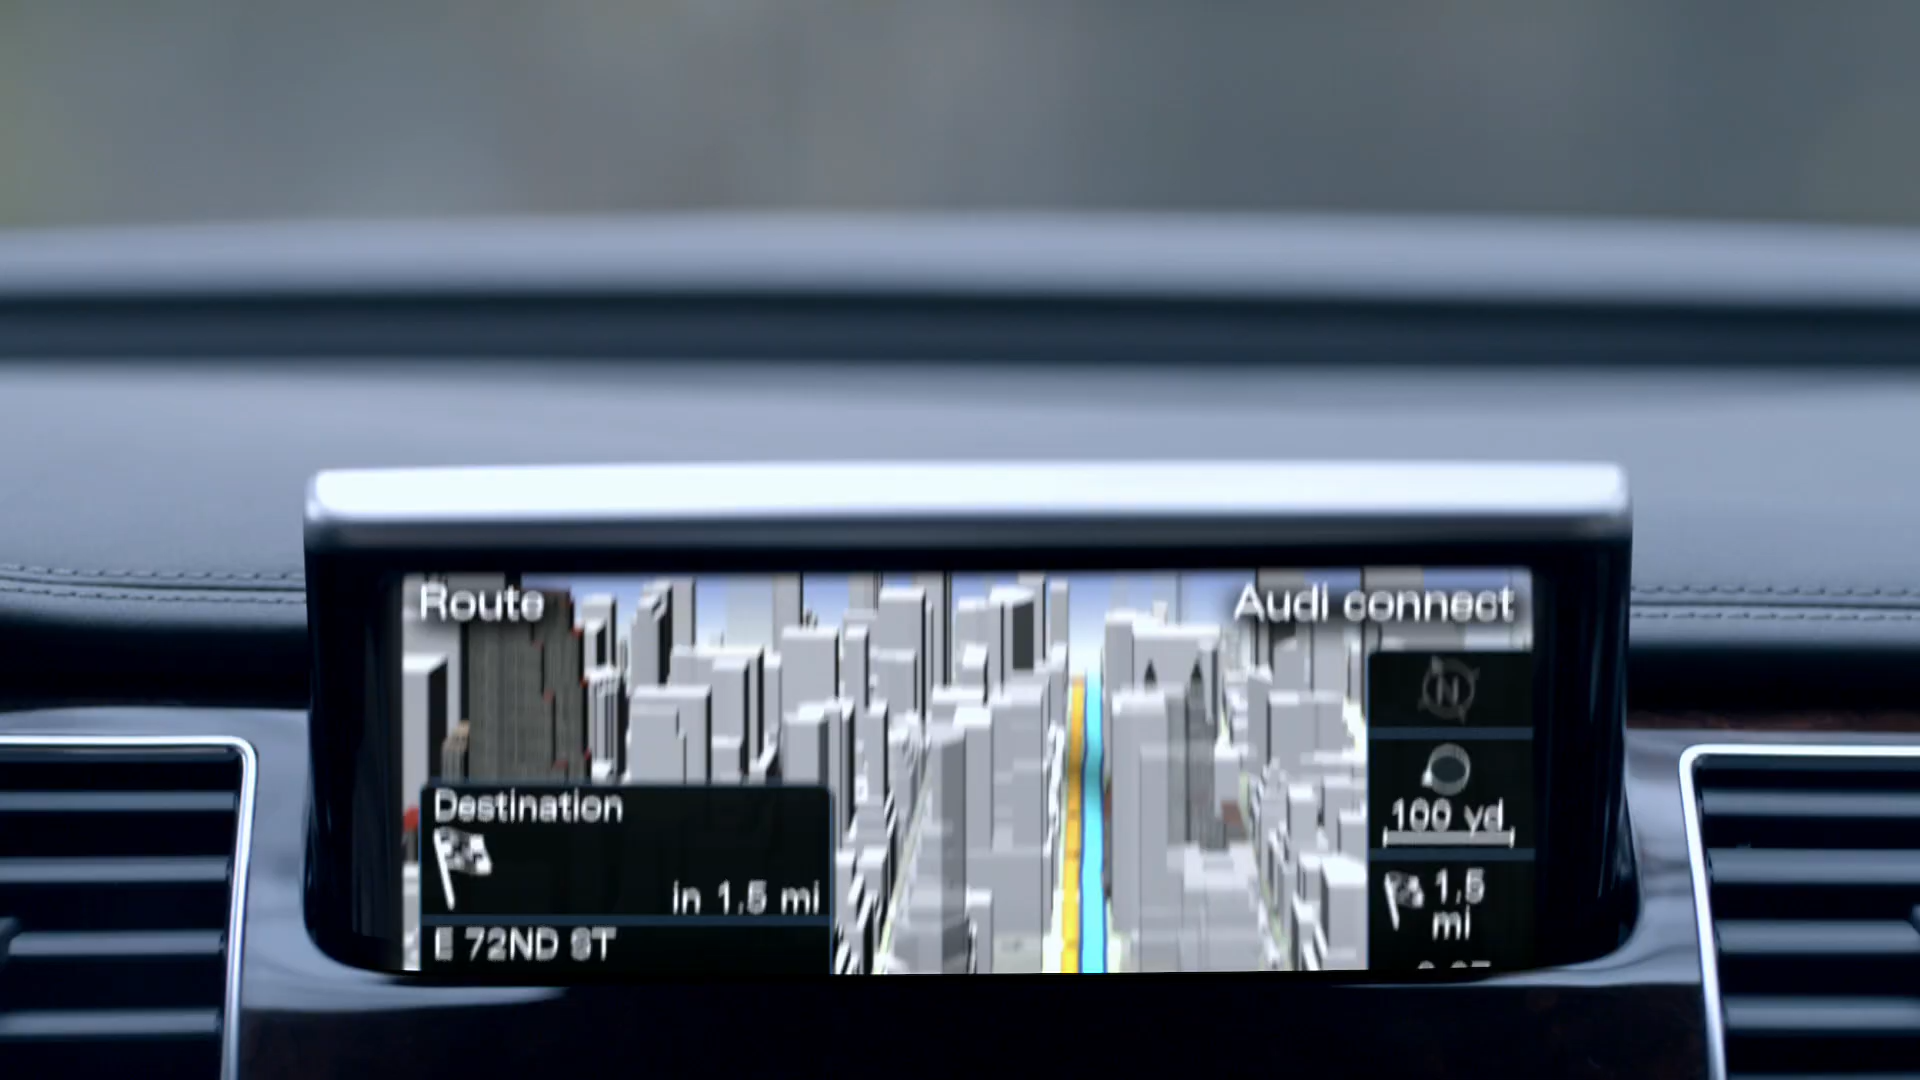 Route
Audi connect
N
100 yd
Destination
in 1.5 mi
1.5
mi
E 72ND ST